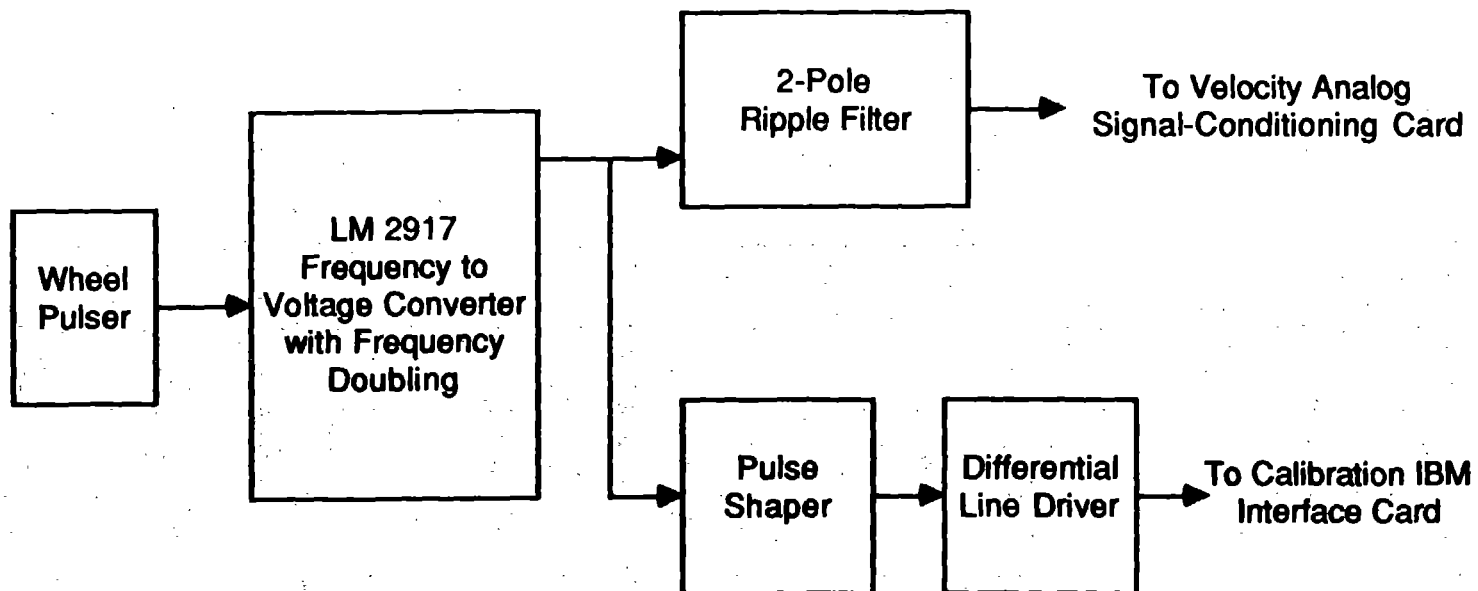 Wheel
Pulser
LM 2917
Frequency to
Voltage Converter
with Frequency
Doubling
2-Pole
Ripple Filter
To Velocity Analog
Signal-Conditioning Card
Pulse
Shaper
Differential
Line Driver
To Calibration IBM
Interface Card